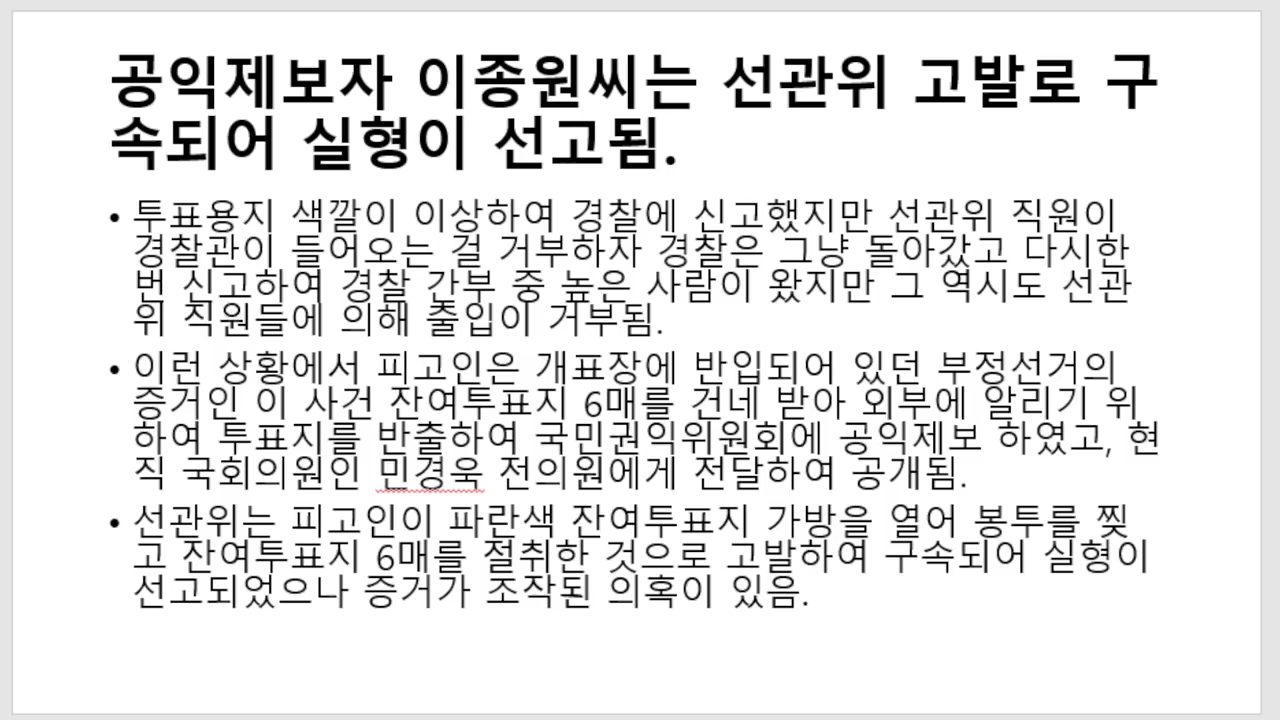 공익제보자 이종원씨는 선관위 고발로 구
속되어 실형이 선고됨.
• 투표용지 색깔이 이상하여 경찰에 신고했지만 선관위 직원이
경찰관이 들어오는 걸 거부하자 경찰은 그냥 돌아갔고 다시한
번 신고하여 경찰 간부 중 높은 사람이 왔지만 그 역시도 선관
위 직원들에 의해 출입이 거부됨.
• 이런 상황에서 피고인은 개표장에 반입되어 있던 부정선거의
증거인 이 사건 잔여투표지 6매를 건네 받아 외부에 알리기 위
하여 투표지를 반출하여 국민권익위원회에 공익제보 하였고, 현
직 국회의원인 민경욱 전의원에게 전달하여 공개됨.
• 선관위는 피고인이 파란색 잔여투표지 가방을 열어 봉투를 찢
고 잔여투표지 6매를 절취한 것으로 고발하여 구속되어 실형이
선고되었으나 증거가 조작된 의혹이 있음.